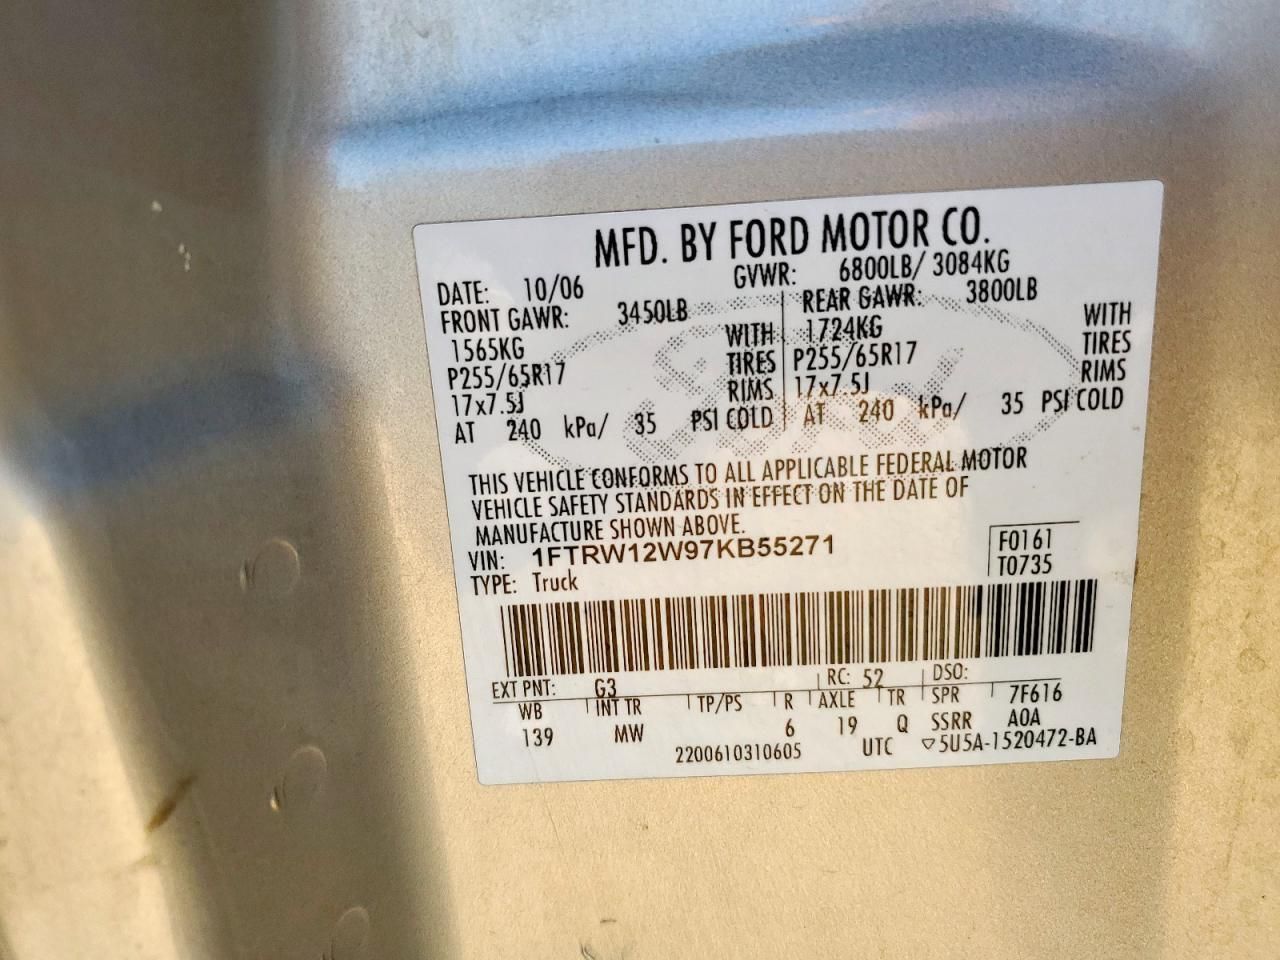 MFD. BY FORD MOTOR CO.
DATE: 10/06 GVWR: 6800LB/ 3084KG
FRONT GAWR: 3450LB REAR GAWR: 3800LB
1565KG WITH 1724KG WITH
P255/65R17 TIRES P255/65R17 TIRES
17x7.5J RIMS 17x7.5J RIMS
AT 240 kPa/ 35 PSI COLD AT 240 kPa/ 35 PSI COLD
THIS VEHICLE CONFORMS TO ALL APPLICABLE FEDERAL MOTOR
VEHICLE SAFETY STANDARDS IN EFFECT ON THE DATE OF
MANUFACTURE SHOWN ABOVE.
VIN: 1FTRW12W97KB55271 F0161
TYPE: Truck T0735
EXT PNT: G3 RC: 52 DSO:
WB INT TR TP/PS R AXLE TR SPR 7F616
139 MW 6 19 Q SSRR A0A
2200610310605 UTC ▽5U5A-1520472-BA